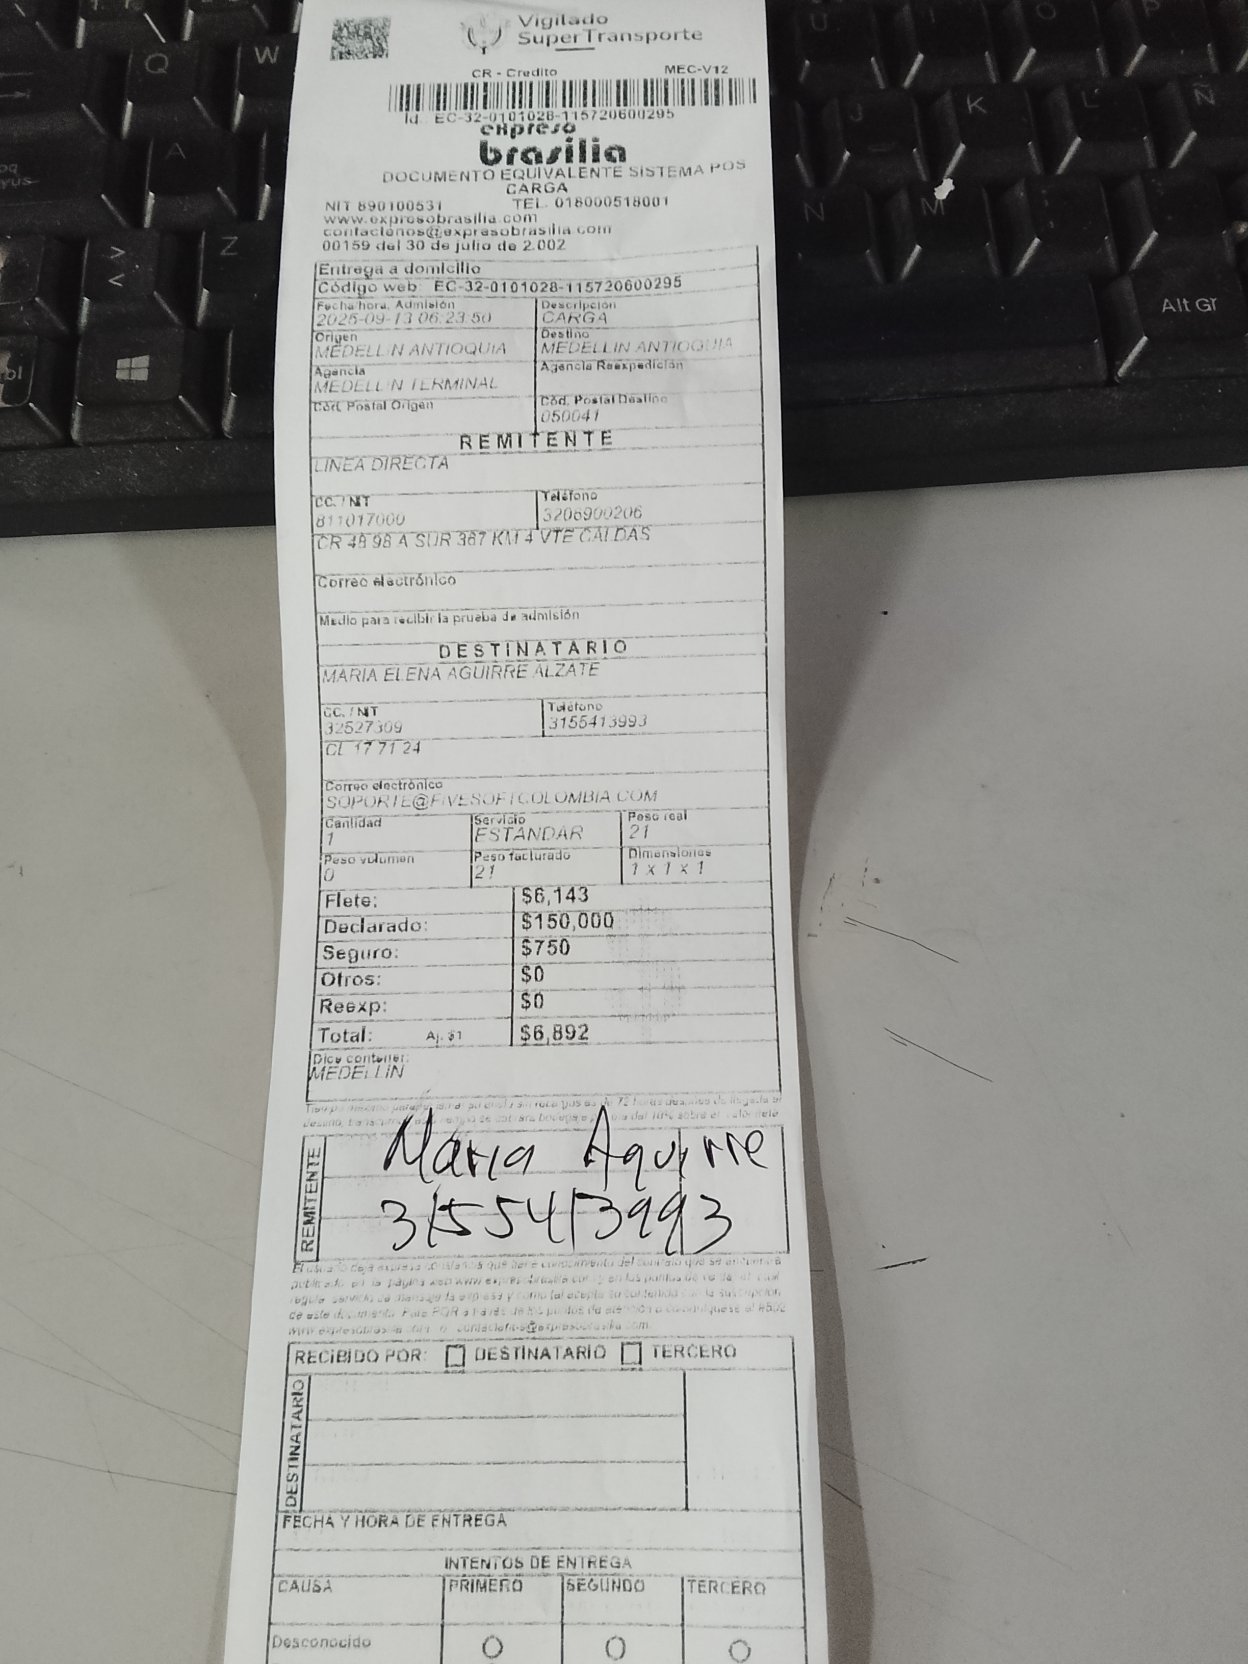 Vigilado
SuperTransporte
CR - Credito MEC-V12
Id.: EC-32-0101028-115720600295
expreso
brasilia
DOCUMENTO EQUIVALENTE SISTEMA POS
CARGA
NIT 890100531 TEL. 018000518001
www.expresobrasilia.com
contactenos@expresobrasilia.com
00159 del 30 de julio de 2.002
Entrega a domicilio
Código web: EC-32-0101028-115720600295
Fecha/hora. Admisión Descripción
2025-09-13 06:23:50 CARGA
Origen Destino
MEDELLIN ANTIOQUIA MEDELLIN ANTIOQUIA
Agencia Agencia Reexpedición
MEDELLIN TERMINAL
Cód. Postal Origen Cód. Postal Destino
050041
REMITENTE
LINEA DIRECTA
CC. / NIT Teléfono
811017000 3206900206
CR 48 98 A SUR 367 KM 4 VTE CALDAS
Correo electrónico
Medio para recibir la prueba de admisión
DESTINATARIO
MARIA ELENA AGUIRRE ALZATE
CC. / NIT Teléfono
32527309 3155413993
CL 17 71 24
Correo electrónico
SOPORTE@FIVESOFTCOLOMBIA.COM
Cantidad Servicio Peso real
1 ESTANDAR 21
Peso volumen Peso facturado Dimensiones
0 21 1 x 1 x 1
Flete: $6,143
Declarado: $150,000
Seguro: $750
Otros: $0
Reexp: $0
Total: Aj. $1 $6,892
Dice contener:
MEDELLIN
REMITENTE
Maria Aguirre
3155413993
RECIBIDO POR: DESTINATARIO TERCERO
DESTINATARIO
FECHA Y HORA DE ENTREGA
INTENTOS DE ENTREGA
CAUSA PRIMERO SEGUNDO TERCERO
Desconocido
Q
W
A
Z
U
I
O
P
J
K
L
Ñ
N
M
Alt Gr